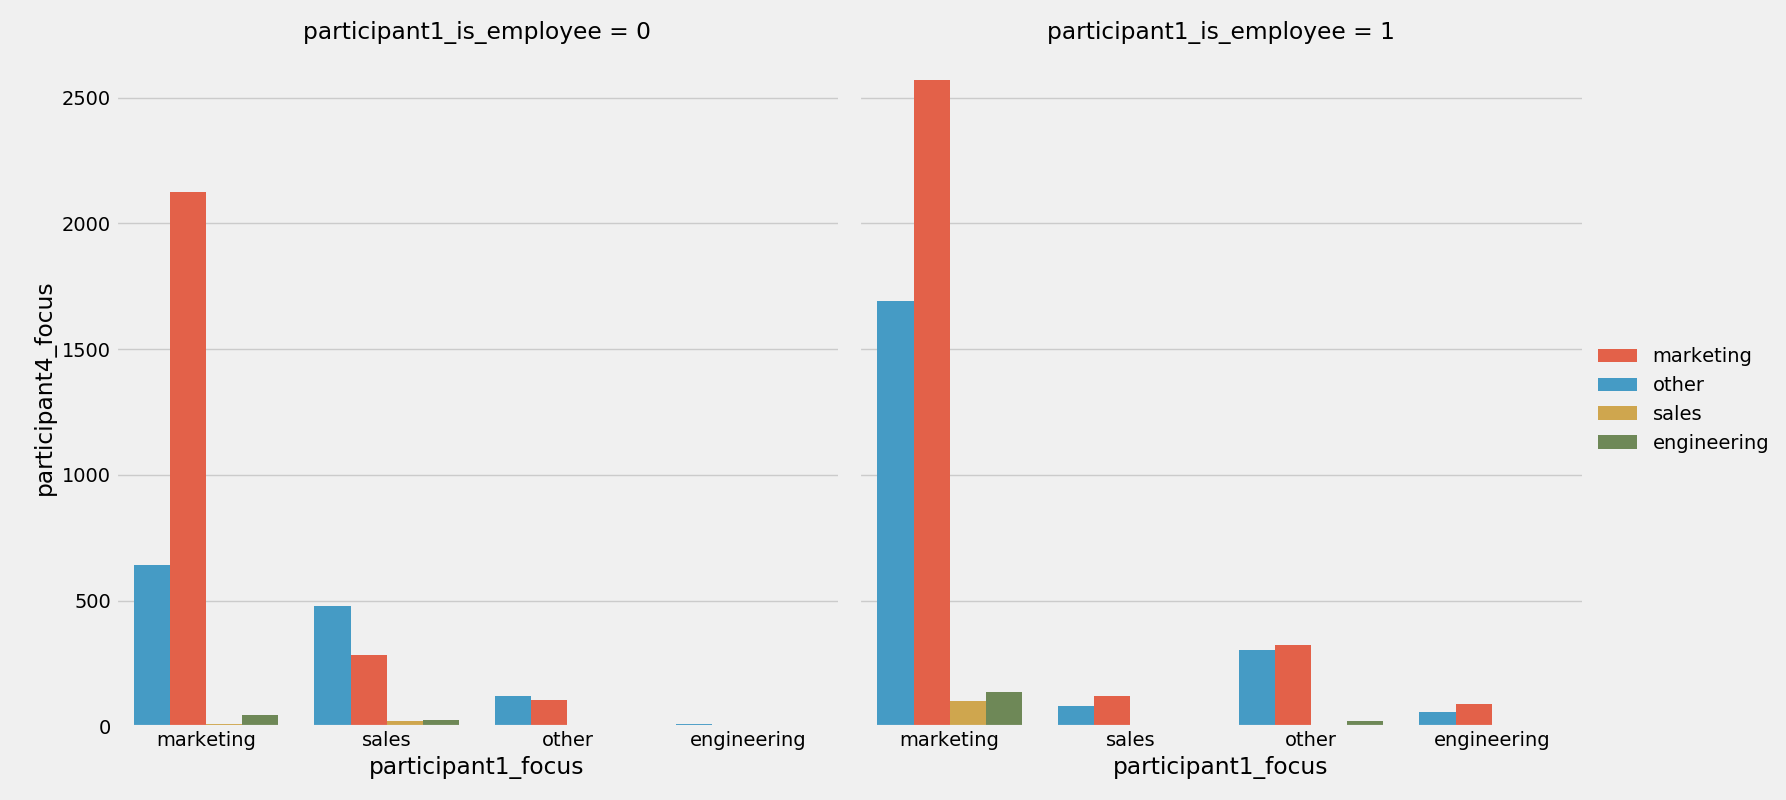 participant1_is_employee = 0
participant1_is_employee = 1
participant4_focus
2500
2000
1500
1000
500
0
marketing
sales
other
engineering
participant1_focus
marketing
sales
other
engineering
participant1_focus
marketing
other
sales
engineering